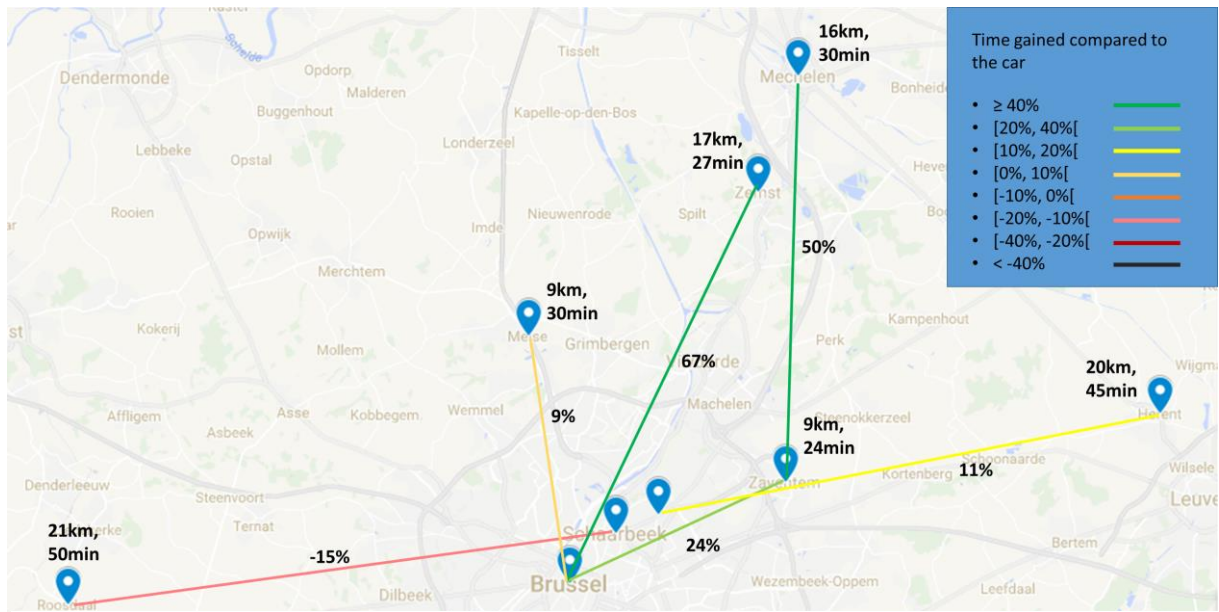 16km,
30min
Time gained compared to
the car
• ≥ 40%
• [20%, 40%[
• [10%, 20%[
• [0%, 10%[
• [-10%, 0%[
• [-20%, -10%[
• [-40%, -20%[
• < -40%
Schelde
Dendermonde
Tisselt
Mechelen
Opdorp
Malderen
Buggenhout
Kapelle-op-den-Bos
Bonheide
Lebbeke
Opstal
Londerzeel
17km,
27min
Zemst
Rooien
Nieuwenrode
Spilt
Opwijk
Imde
50%
Merchtem
9km,
30min
Meise
Kokerij
Mollem
Grimbergen
Kampenhout
Perk
67%
20km,
45min
Herent
Affligem
Asse
Kobbegem
Wemmel
9%
Machelen
Steenokkerzeel
9km,
24min
Asbeek
Zaventem
Schoonaarde
11%
Kortenberg
Wilsele
Denderleeuw
Steenvoort
Ternat
21km,
50min
-15%
Schaarbeek
24%
Bertem
Brussel
Roosdaal
Dilbeek
Wezembeek-Oppem
Leefdaal